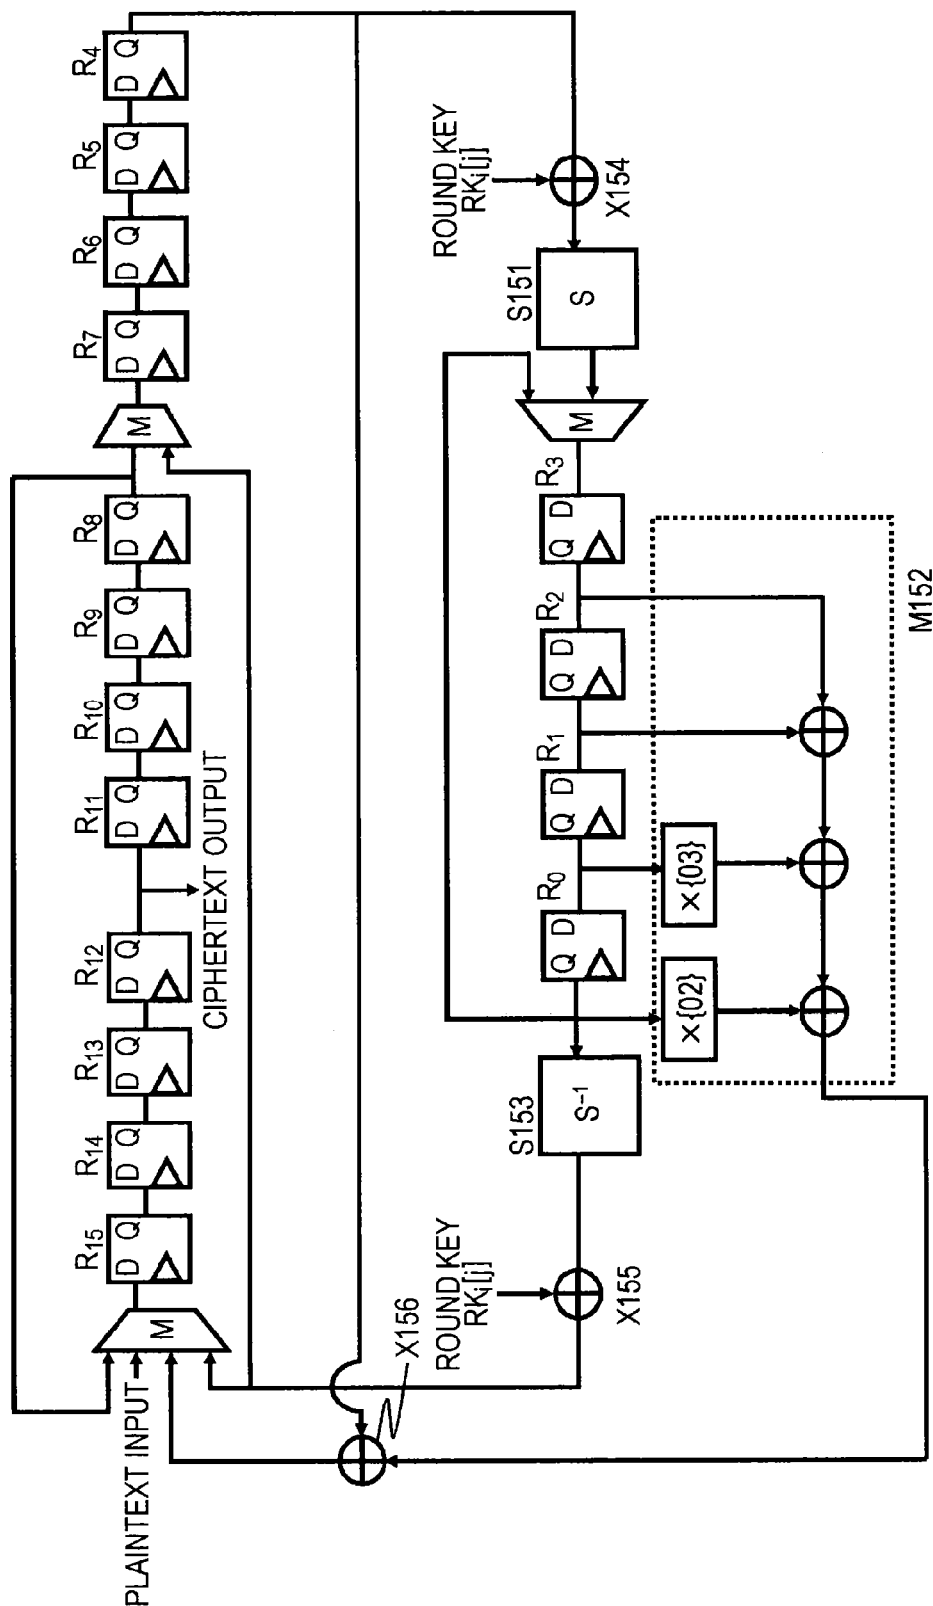 PLAINTEXT INPUT
M
R15
D Q
R14
D Q
R13
D Q
R12
D Q
CIPHERTEXT OUTPUT
R11
D Q
R10
D Q
R9
D Q
R8
D Q
M
R7
D Q
R6
D Q
R5
D Q
R4
D Q
X156
ROUND KEY
RKi[j]
X155
S153
S-1
R0
Q D
R1
Q D
R2
Q D
R3
Q D
M
S151
S
ROUND KEY
RKi[j]
X154
×{02}
×{03}
M152